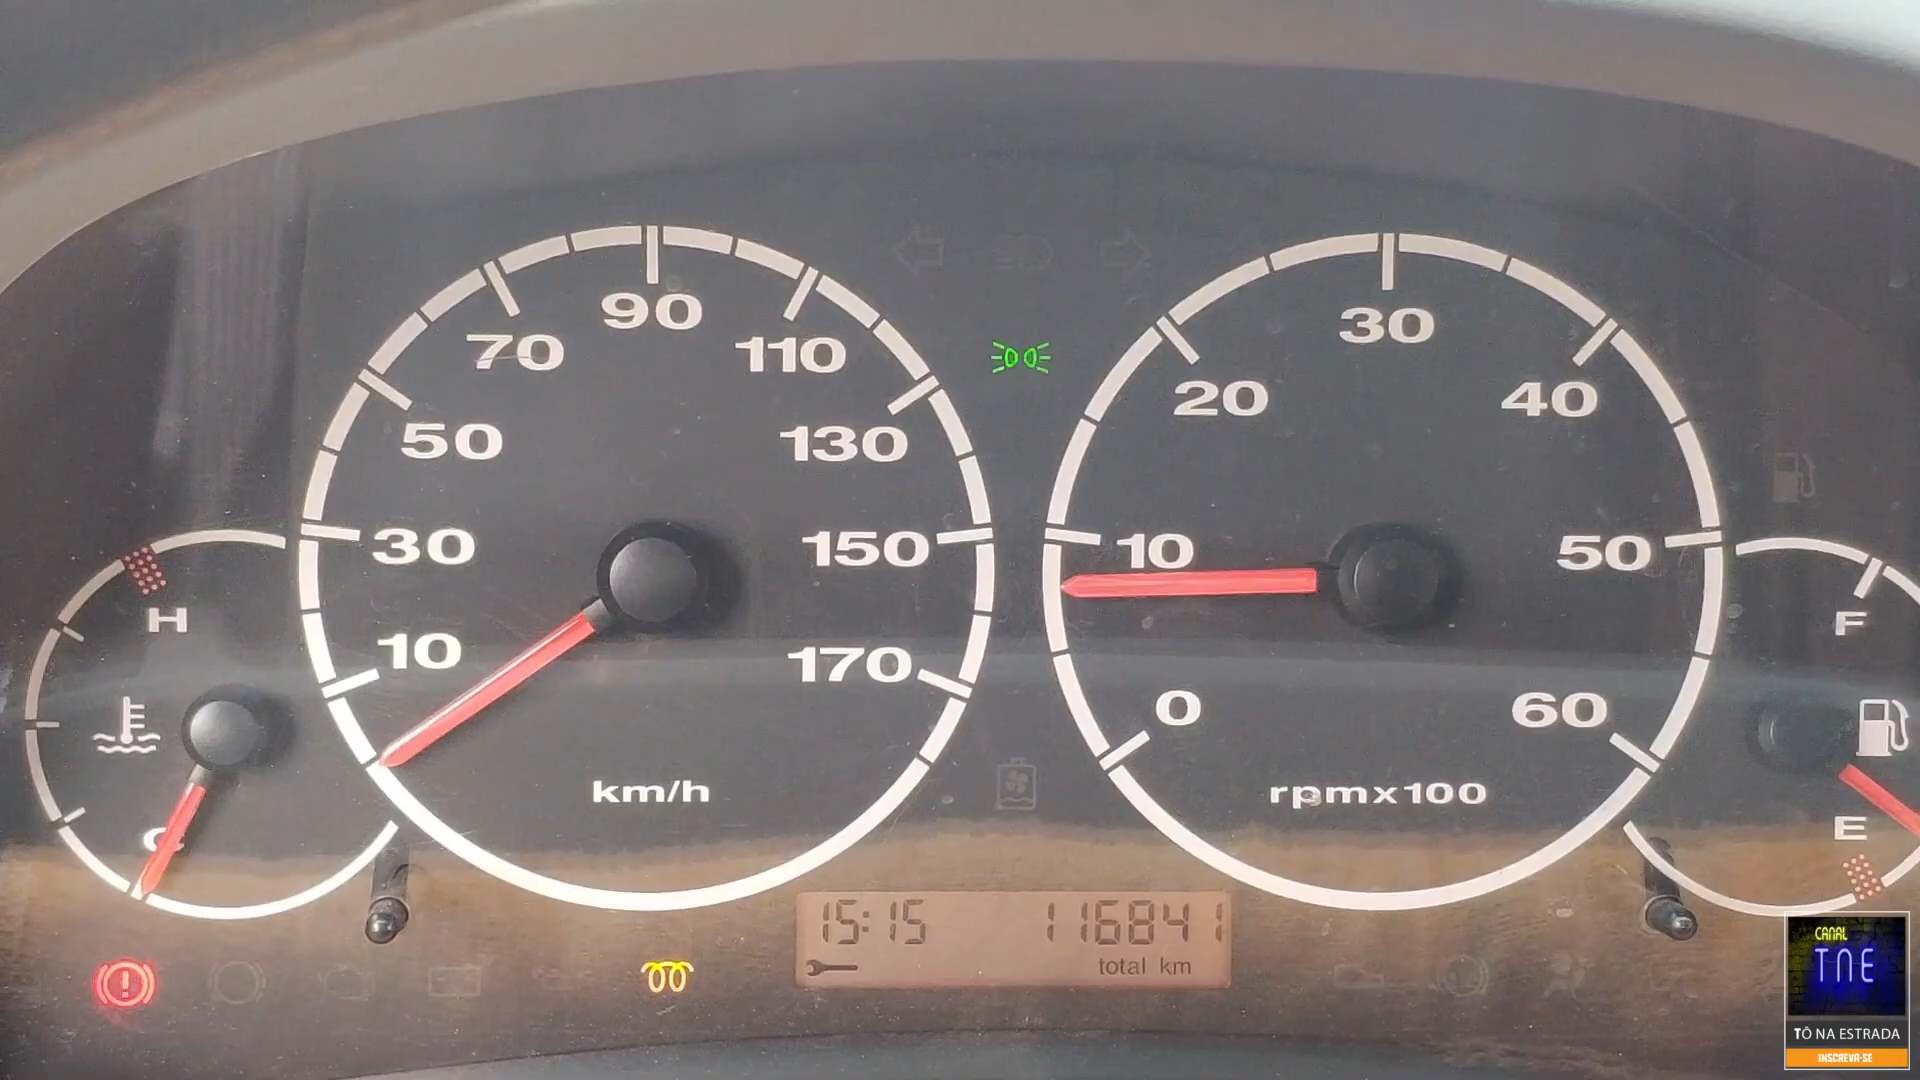 90
70
110
50
130
30
150
10
170
km/h
30
20
40
10
50
0
60
rpmx100
H
C
F
E
15:15
116841
total km
CANAL
TNE
TÔ NA ESTRADA
INSCREVA-SE